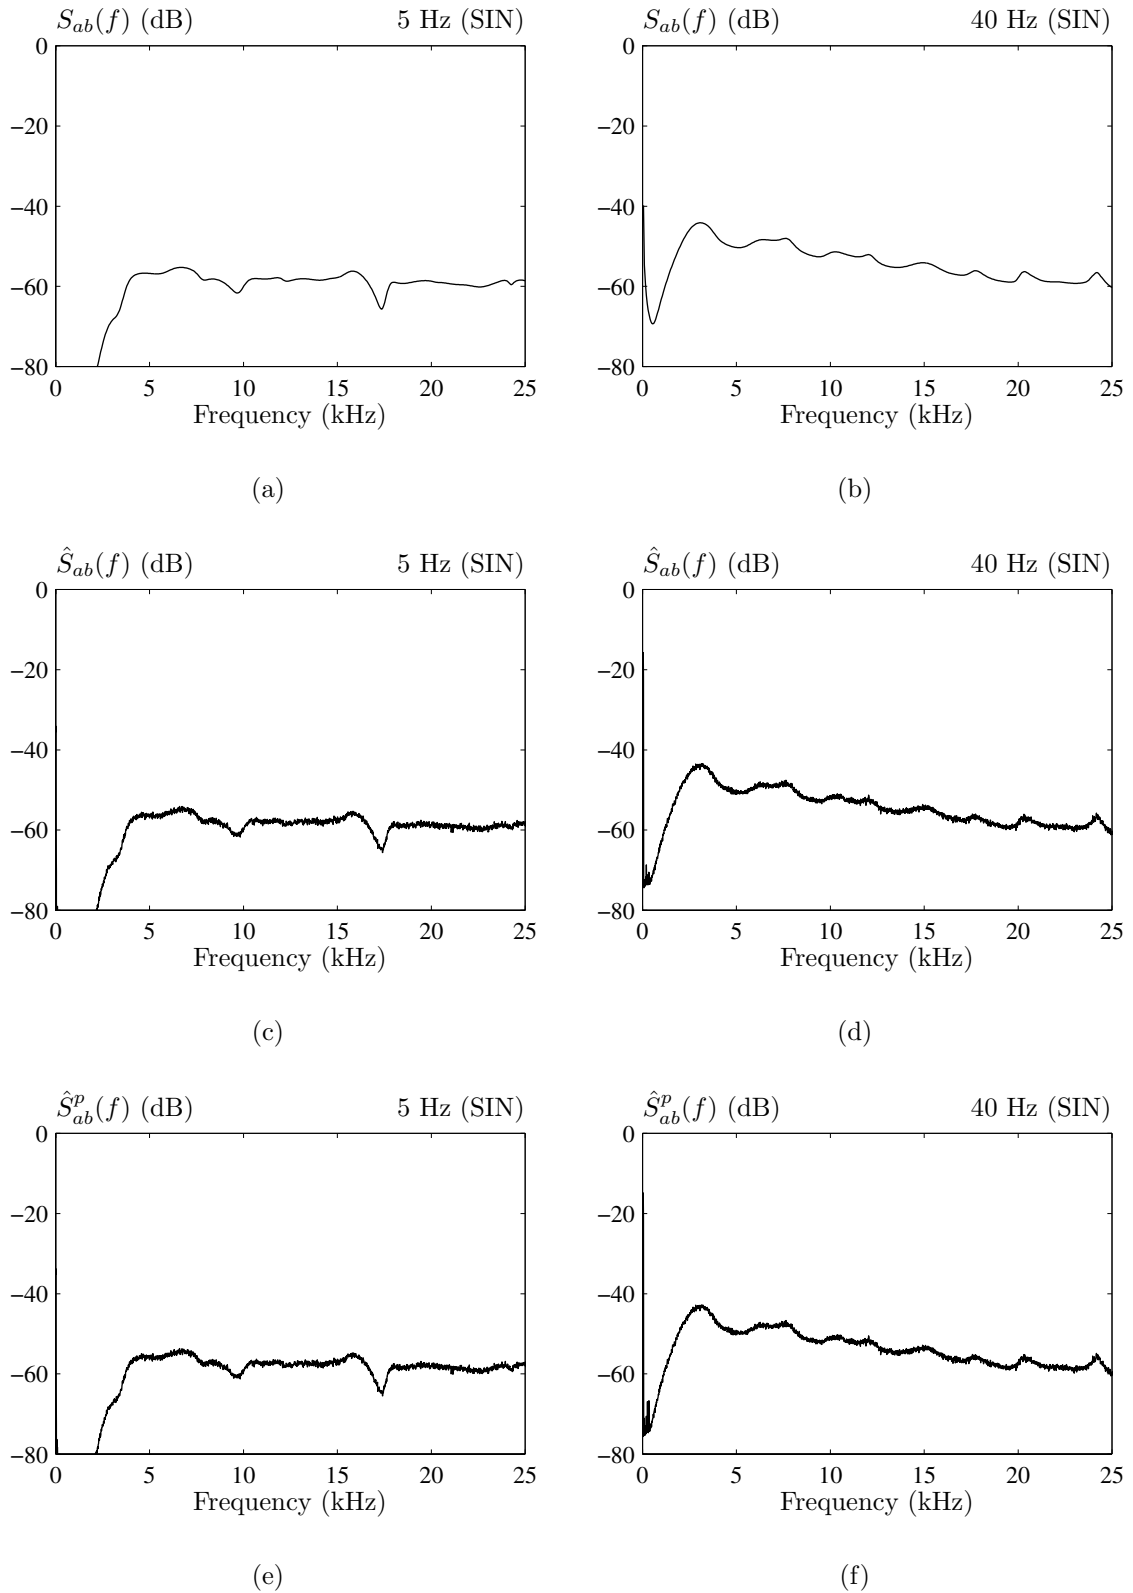 S_ab(f) (dB) 5 Hz (SIN)
0
−20
−40
−60
−80
0 5 10 15 20 25
Frequency (kHz)
(a)
S_ab(f) (dB) 40 Hz (SIN)
0
−20
−40
−60
−80
0 5 10 15 20 25
Frequency (kHz)
(b)
Ŝ_ab(f) (dB) 5 Hz (SIN)
0
−20
−40
−60
−80
0 5 10 15 20 25
Frequency (kHz)
(c)
Ŝ_ab(f) (dB) 40 Hz (SIN)
0
−20
−40
−60
−80
0 5 10 15 20 25
Frequency (kHz)
(d)
Ŝ^p_ab(f) (dB) 5 Hz (SIN)
0
−20
−40
−60
−80
0 5 10 15 20 25
Frequency (kHz)
(e)
Ŝ^p_ab(f) (dB) 40 Hz (SIN)
0
−20
−40
−60
−80
0 5 10 15 20 25
Frequency (kHz)
(f)